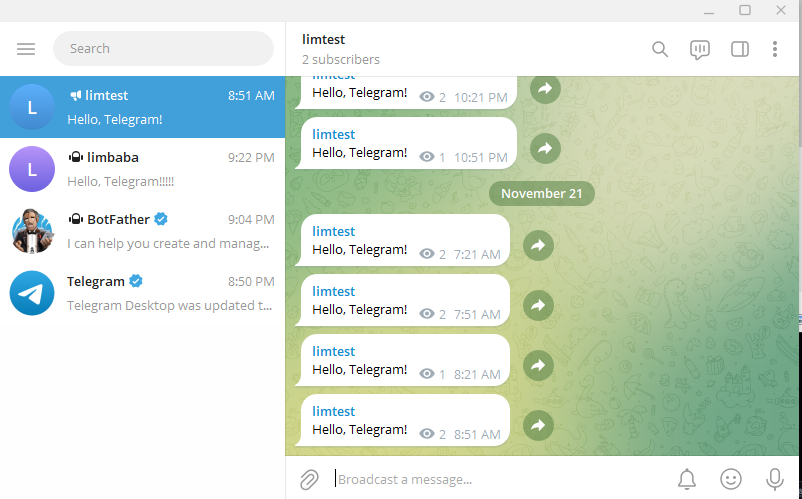 Search
L
limtest 8:51 AM
Hello, Telegram!
L
limbaba 9:22 PM
Hello, Telegram!!!!!
BotFather 9:04 PM
I can help you create and manag...
Telegram 8:50 PM
Telegram Desktop was updated t...
limtest
2 subscribers
limtest
Hello, Telegram! 2 10:21 PM
limtest
Hello, Telegram! 1 10:51 PM
November 21
limtest
Hello, Telegram! 2 7:21 AM
limtest
Hello, Telegram! 2 7:51 AM
limtest
Hello, Telegram! 1 8:21 AM
limtest
Hello, Telegram! 2 8:51 AM
Broadcast a message...